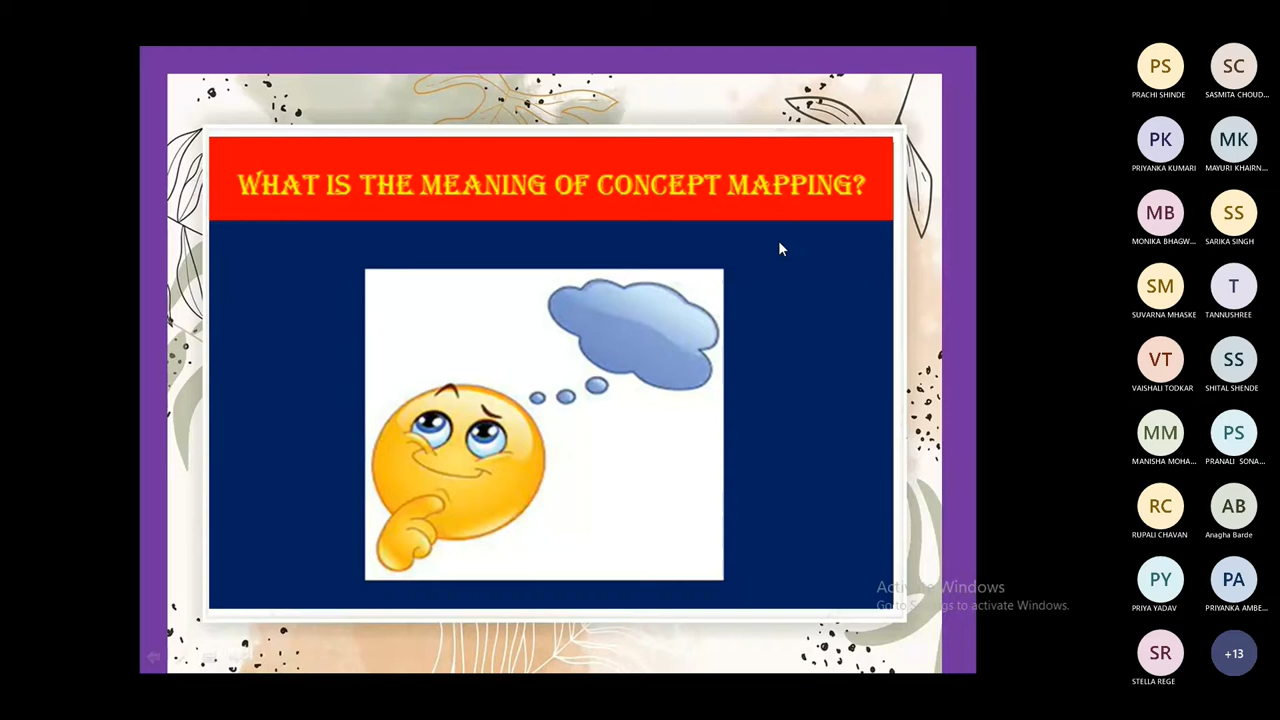 WHAT IS THE MEANING OF CONCEPT MAPPING?
Activate Windows
Go to Settings to activate Windows.
PS
PRACHI SHINDE
SC
SASMITA CHOUD...
PK
PRIYANKA KUMARI
MK
MAYURI KHAIRN...
MB
MONIKA BHAGW...
SS
SARIKA SINGH
SM
SUVARNA MHASKE
T
TANNUSHREE
VT
VAISHALI TODKAR
SS
SHITAL SHENDE
MM
MANISHA MOHA...
PS
PRANALI SONA...
RC
RUPALI CHAVAN
AB
Anagha Barde
PY
PRIYA YADAV
PA
PRIYANKA AMBE...
SR
STELLA REGE
+13